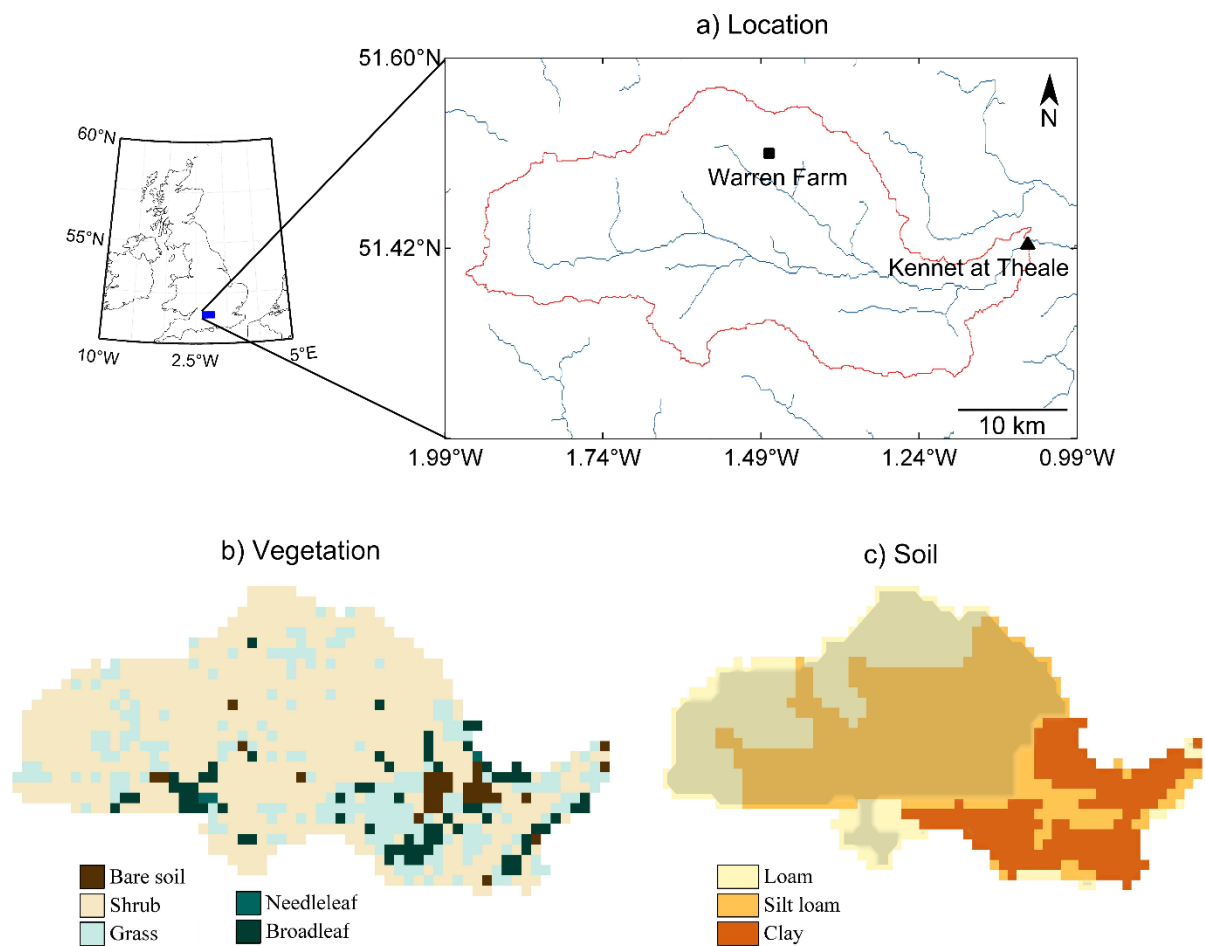 a) Location
51.60°N
51.42°N
N
Warren Farm
Kennet at Theale
10 km
1.99°W
1.74°W
1.49°W
1.24°W
0.99°W
60°N
55°N
10°W
2.5°W
5°E
b) Vegetation
Bare soil
Shrub
Grass
Needleleaf
Broadleaf
c) Soil
Loam
Silt loam
Clay